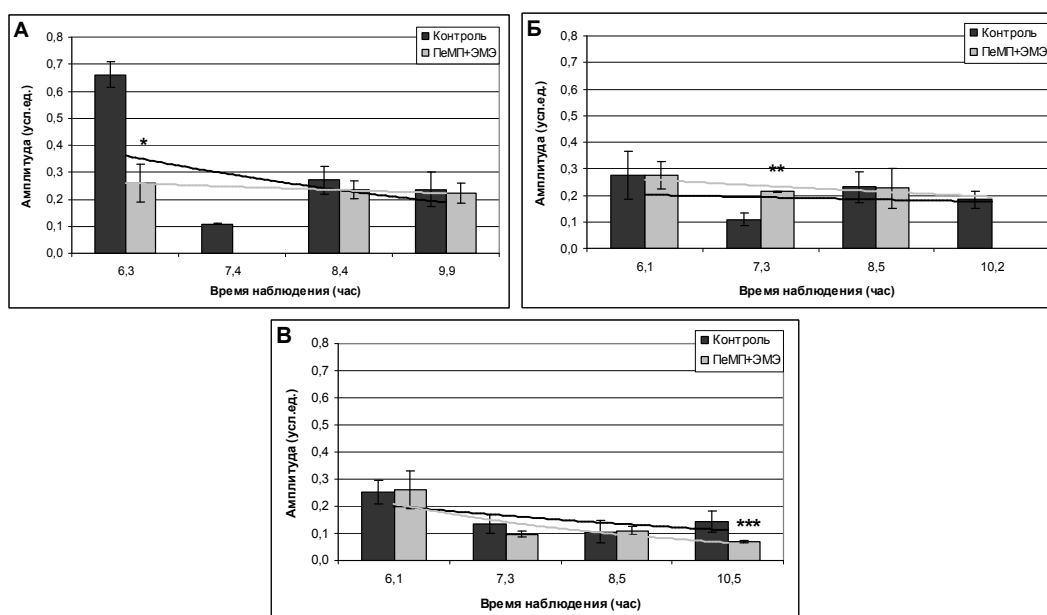 А
Контроль
ПеМП+ЭМЭ
Амплитуда (усл.ед.)
0,8
0,7
0,6
0,5
0,4
0,3
0,2
0,1
0,0
*
6,3 7,4 8,4 9,9
Время наблюдения (час)
Б
Контроль
ПеМП+ЭМЭ
Амплитуда (усл.ед.)
0,8
0,7
0,6
0,5
0,4
0,3
0,2
0,1
0,0
**
6,1 7,3 8,5 10,2
Время наблюдения (час)
В
Контроль
ПеМП+ЭМЭ
Амплитуда (усл.ед.)
0,8
0,7
0,6
0,5
0,4
0,3
0,2
0,1
0,0
***
6,1 7,3 8,5 10,5
Время наблюдения (час)